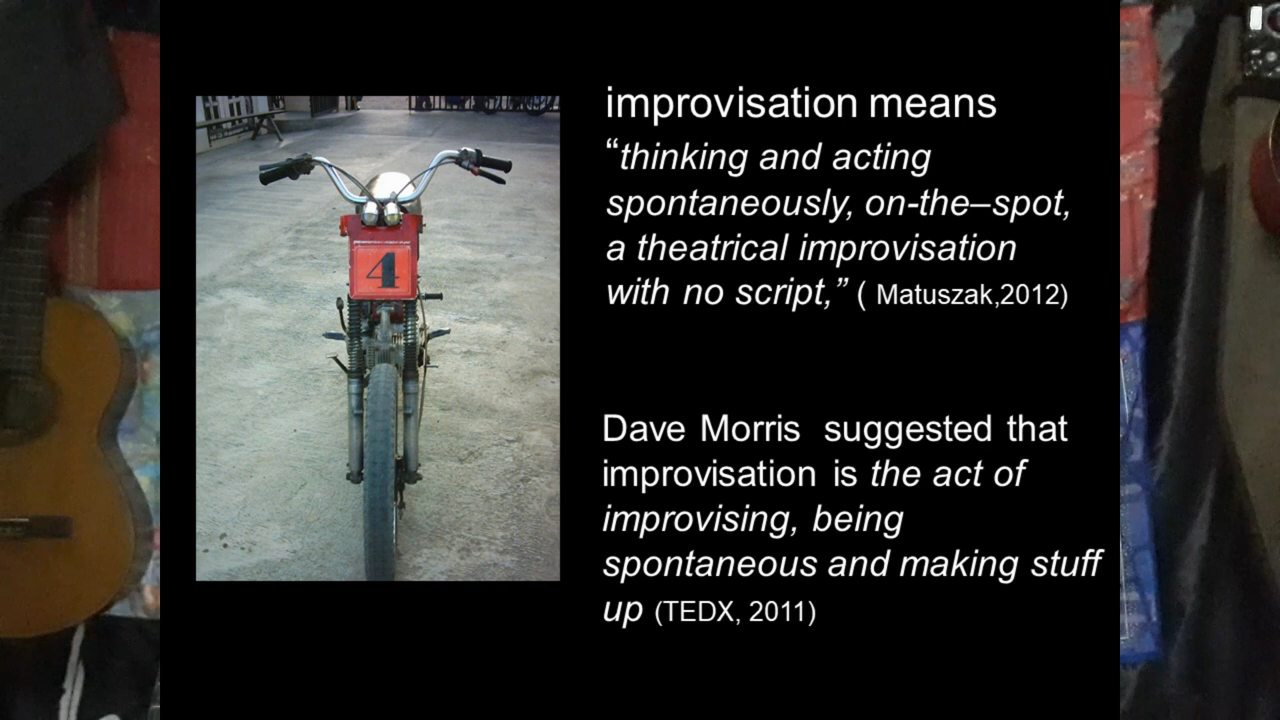 4
improvisation means
“thinking and acting
spontaneously, on-the–spot,
a theatrical improvisation
with no script,” ( Matuszak,2012)
Dave Morris suggested that
improvisation is the act of
improvising, being
spontaneous and making stuff
up (TEDX, 2011)